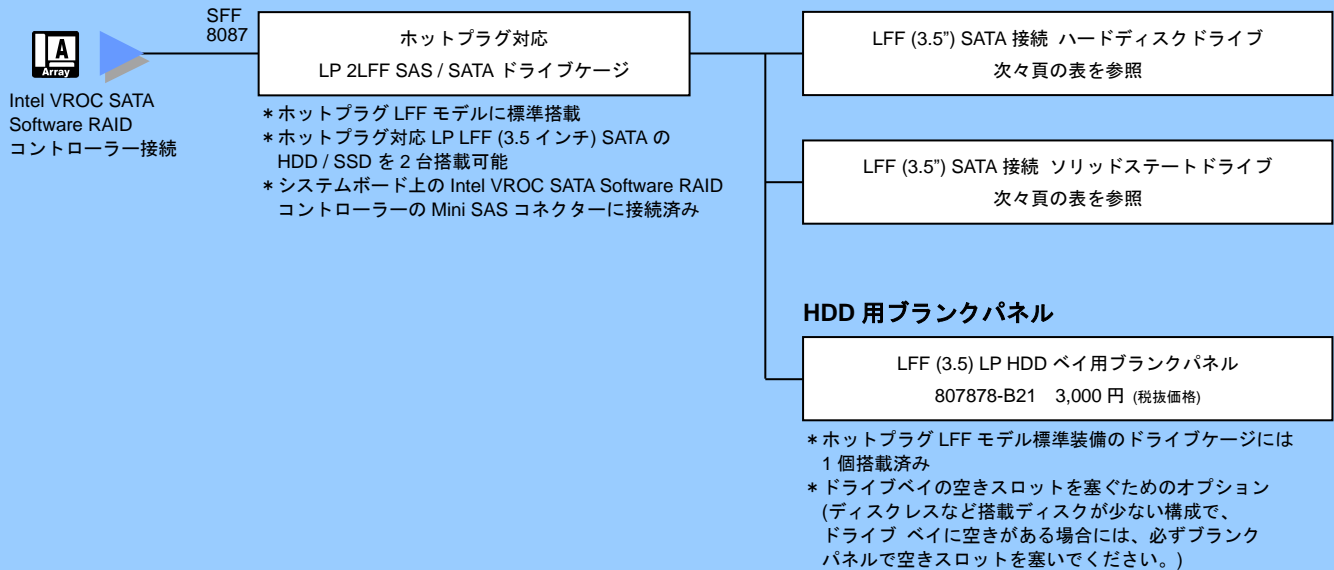 SFF
8087
A
Array
Intel VROC SATA
Software RAID
コントローラー接続
ホットプラグ対応
LP 2LFF SAS / SATA ドライブケージ
＊ホットプラグ LFF モデルに標準搭載
＊ホットプラグ対応 LP LFF (3.5 インチ) SATA の
HDD / SSD を 2 台搭載可能
＊システムボード上の Intel VROC SATA Software RAID
コントローラーの Mini SAS コネクターに接続済み
LFF (3.5”) SATA 接続 ハードディスクドライブ
次々頁の表を参照
LFF (3.5”) SATA 接続 ソリッドステートドライブ
次々頁の表を参照
HDD 用ブランクパネル
LFF (3.5) LP HDD ベイ用ブランクパネル
807878-B21 3,000 円 (税抜価格)
＊ホットプラグ LFF モデル標準装備のドライブケージには
1 個搭載済み
＊ドライブベイの空きスロットを塞ぐためのオプション
(ディスクレスなど搭載ディスクが少ない構成で、
ドライブ ベイに空きがある場合には、必ずブランク
パネルで空きスロットを塞いでください。)